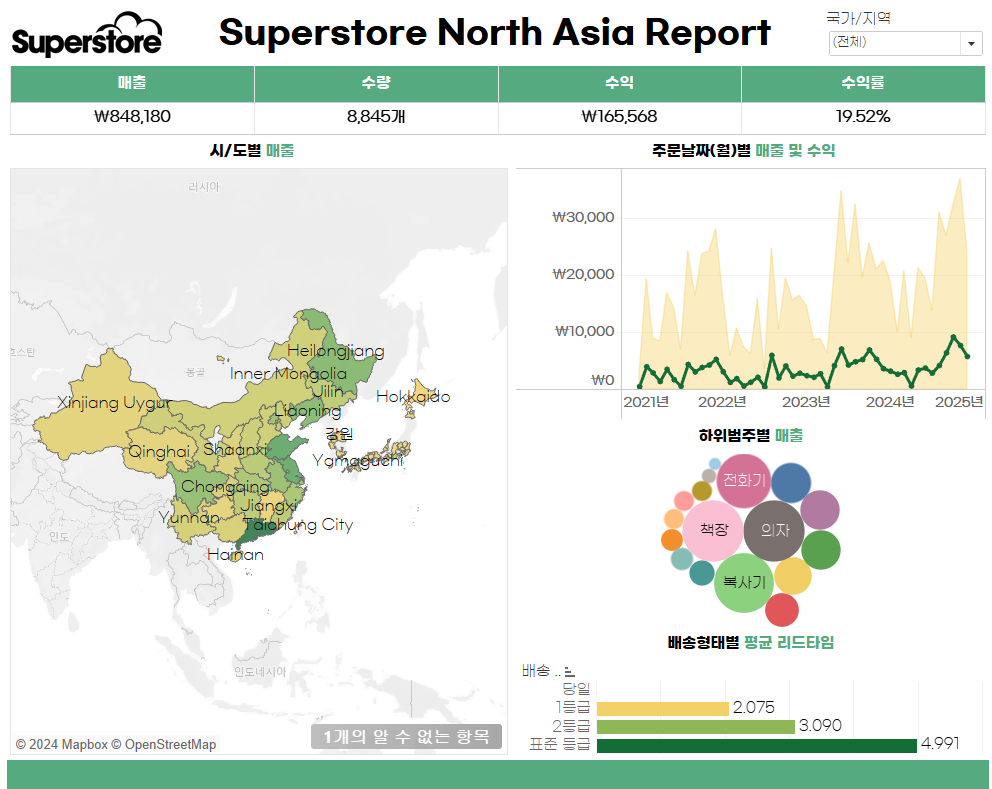 Superstore
Superstore North Asia Report
국가/지역
(전체)
매출 수량 수익 수익률
₩848,180 8,845개 ₩165,568 19.52%
시/도별 매출
러시아
몽골
인도
인도네시아
Heilongjiang
Inner Mongolia
Jilin
Xinjiang Uygur
Hokkaido
Liaoning
강원
Qinghai
Shaanxi
Yamaguchi
Chongqing
Jiangxi
Yunnan
Taichung City
Hainan
1개의 알 수 없는 항목
© 2024 Mapbox © OpenStreetMap
주문날짜(월)별 매출 및 수익
₩30,000
₩20,000
₩10,000
₩0
2021년 2022년 2023년 2024년 2025년
하위범주별 매출
전화기
책장
의자
복사기
배송형태별 평균 리드타임
배송 ..
당일
1등급 2.075
2등급 3.090
표준 등급 4.991